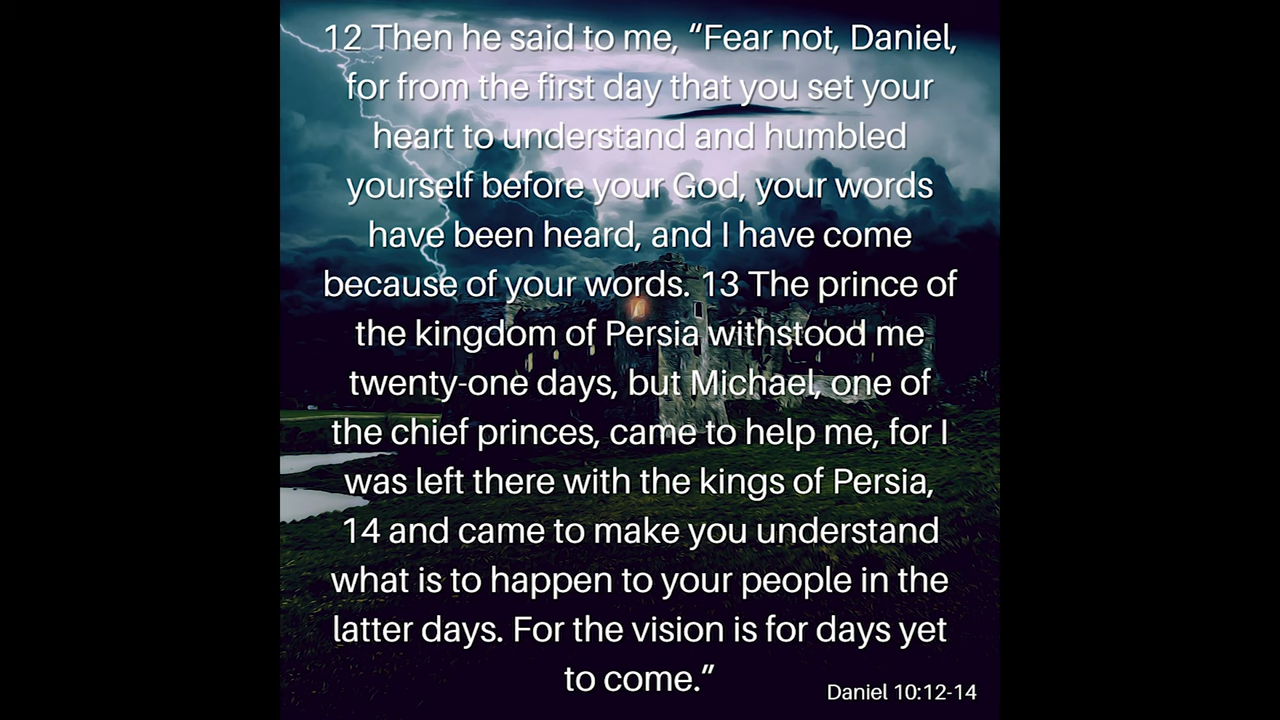 12 Then he said to me, “Fear not, Daniel,
for from the first day that you set your
heart to understand and humbled
yourself before your God, your words
have been heard, and I have come
because of your words. 13 The prince of
the kingdom of Persia withstood me
twenty-one days, but Michael, one of
the chief princes, came to help me, for I
was left there with the kings of Persia,
14 and came to make you understand
what is to happen to your people in the
latter days. For the vision is for days yet
to come.”
Daniel 10:12-14